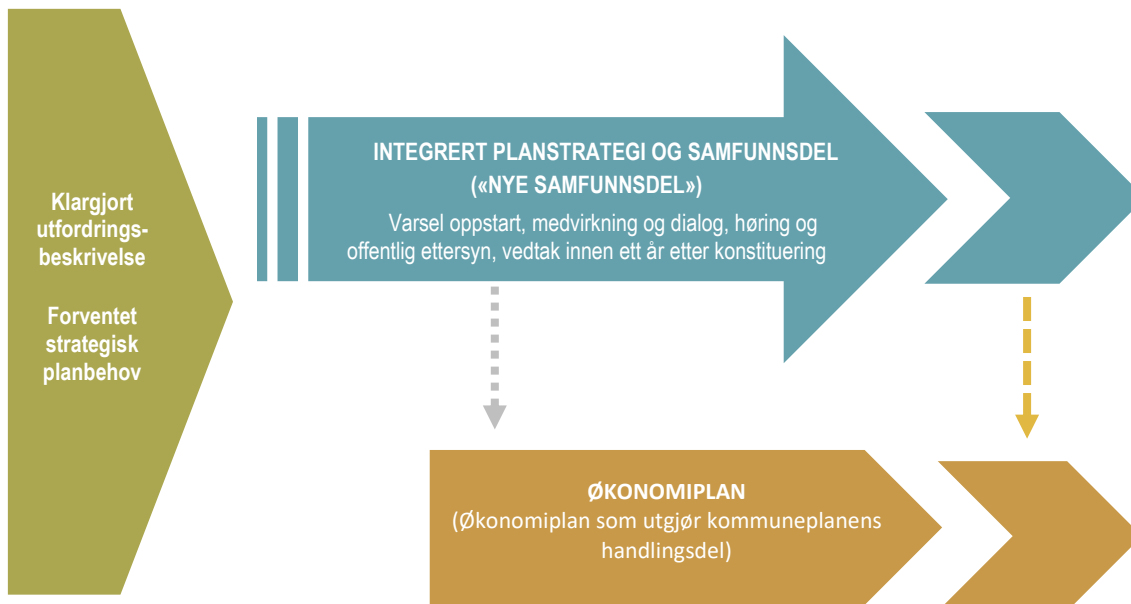 Klargjort
utfordrings-
beskrivelse
Forventet
strategisk
planbehov
INTEGRERT PLANSTRATEGI OG SAMFUNNSDEL
(«NYE SAMFUNNSDEL»)
Varsel oppstart, medvirkning og dialog, høring og
offentlig ettersyn, vedtak innen ett år etter konstituering
ØKONOMIPLAN
(Økonomiplan som utgjør kommuneplanens
handlingsdel)